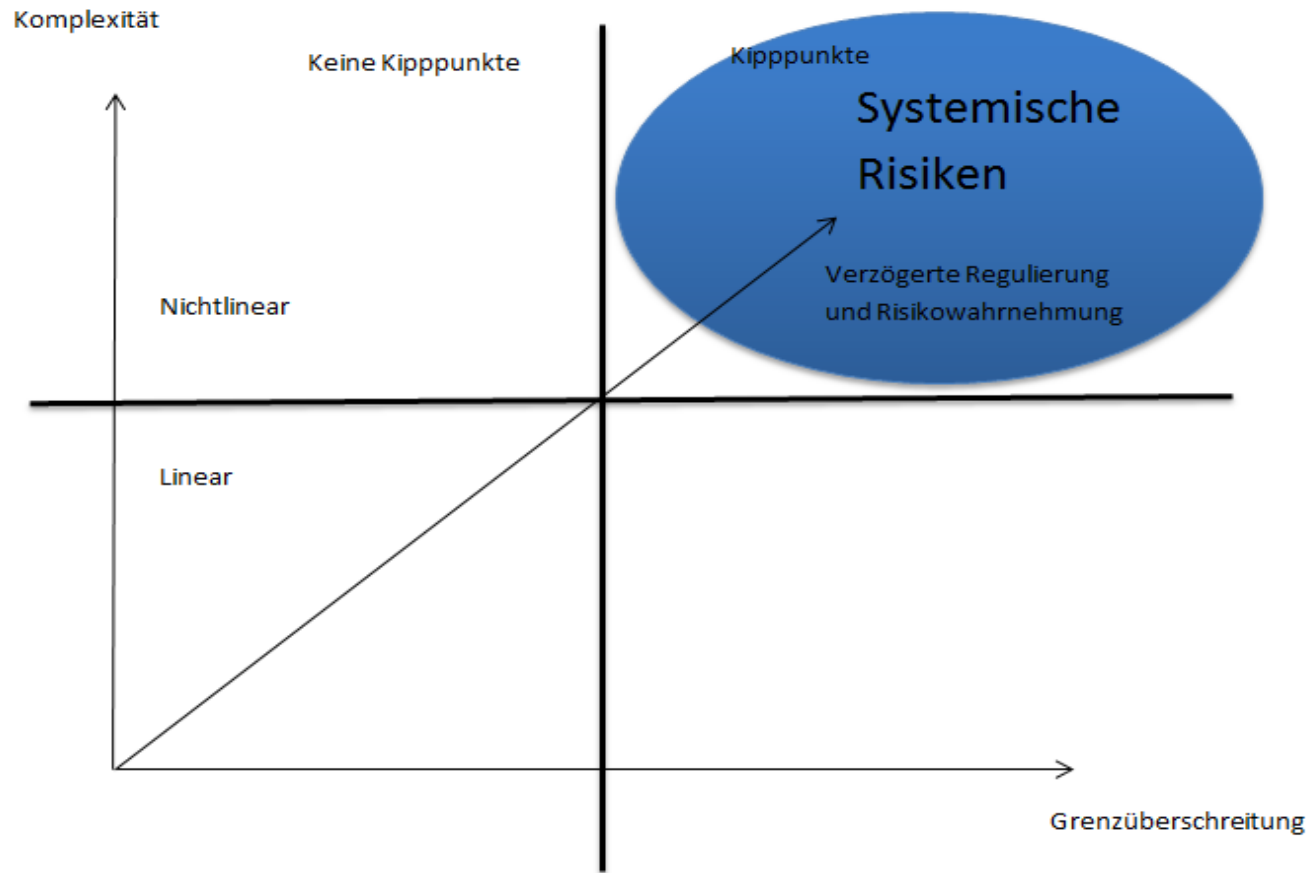 Komplexität
Keine Kipppunkte
Kipppunkte
Systemische
Risiken
Verzögerte Regulierung
und Risikowahrnehmung
Nichtlinear
Linear
Grenzüberschreitung